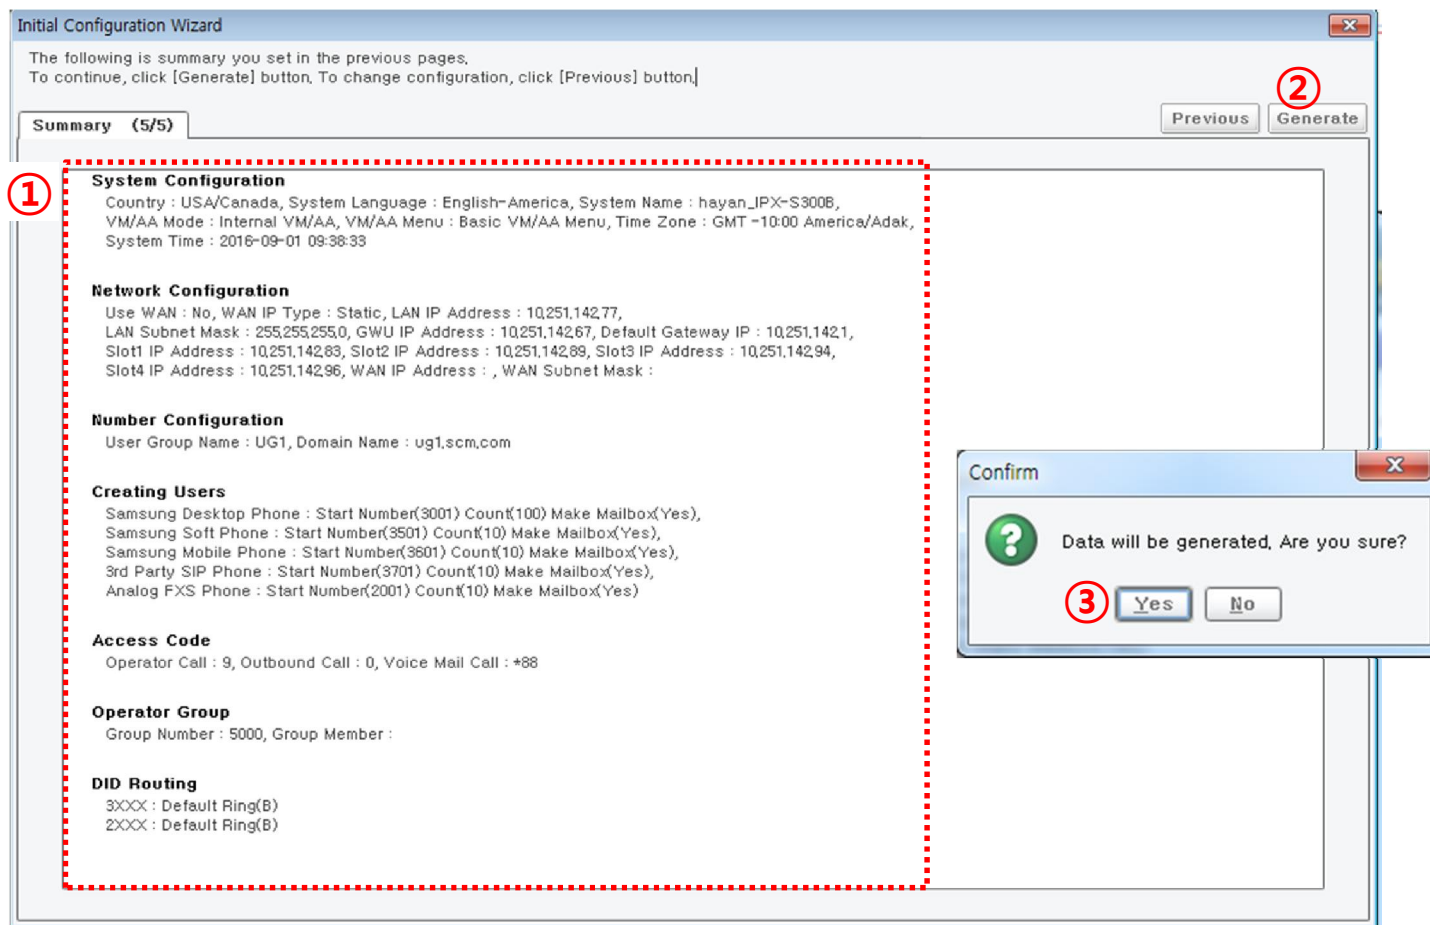 Initial Configuration Wizard
The following is summary you set in the previous pages.
To continue, click [Generate] button. To change configuration, click [Previous] button.
②
Previous Generate
Summary (5/5)
①
System Configuration
Country : USA/Canada, System Language : English-America, System Name : hayan_IPX-S300B,
VM/AA Mode : Internal VM/AA, VM/AA Menu : Basic VM/AA Menu, Time Zone : GMT -10:00 America/Adak,
System Time : 2016-09-01 09:38:33
Network Configuration
Use WAN : No, WAN IP Type : Static, LAN IP Address : 10.251.142.77,
LAN Subnet Mask : 255.255.255.0, GWU IP Address : 10.251.142.67, Default Gateway IP : 10.251.142.1,
Slot1 IP Address : 10.251.142.83, Slot2 IP Address : 10.251.142.89, Slot3 IP Address : 10.251.142.94,
Slot4 IP Address : 10.251.142.96, WAN IP Address : , WAN Subnet Mask :
Number Configuration
User Group Name : UG1, Domain Name : ug1.scm.com
Creating Users
Samsung Desktop Phone : Start Number(3001) Count(100) Make Mailbox(Yes),
Samsung Soft Phone : Start Number(3501) Count(10) Make Mailbox(Yes),
Samsung Mobile Phone : Start Number(3601) Count(10) Make Mailbox(Yes),
3rd Party SIP Phone : Start Number(3701) Count(10) Make Mailbox(Yes),
Analog FXS Phone : Start Number(2001) Count(10) Make Mailbox(Yes)
Access Code
Operator Call : 9, Outbound Call : 0, Voice Mail Call : *88
Operator Group
Group Number : 5000, Group Member :
DID Routing
3XXX : Default Ring(B)
2XXX : Default Ring(B)
Confirm
Data will be generated. Are you sure?
③ Yes No